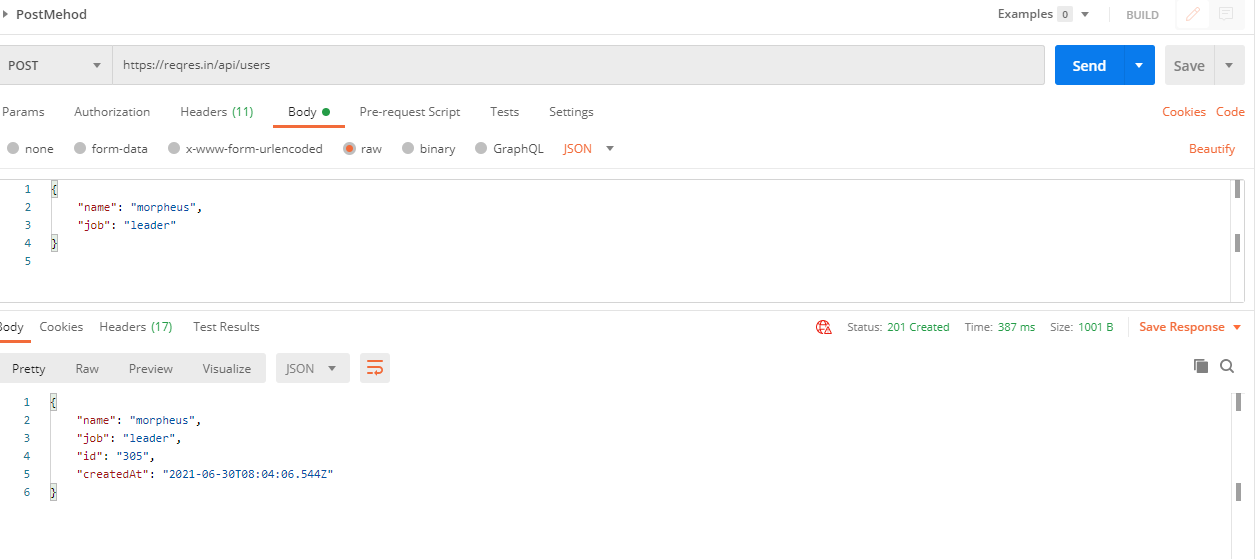 PostMehod Examples 0 BUILD
POST https://reqres.in/api/users Send Save
Params Authorization Headers (11) Body Pre-request Script Tests Settings Cookies Code
none form-data x-www-form-urlencoded raw binary GraphQL JSON Beautify
1 {
2 "name": "morpheus",
3 "job": "leader"
4 }
5
Body Cookies Headers (17) Test Results Status: 201 Created Time: 387 ms Size: 1001 B Save Response
Pretty Raw Preview Visualize JSON
1 {
2 "name": "morpheus",
3 "job": "leader",
4 "id": "305",
5 "createdAt": "2021-06-30T08:04:06.544Z"
6 }